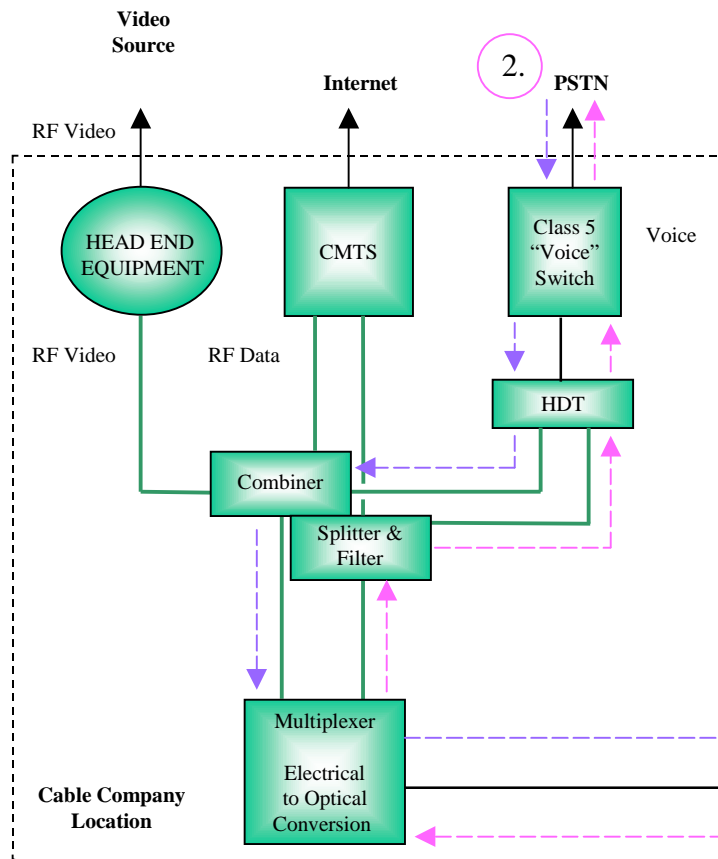 Video
Source
2.
Internet
PSTN
RF Video
HEAD END
EQUIPMENT
CMTS
Class 5
“Voice”
Switch
Voice
RF Video
RF Data
HDT
Combiner
Splitter &
Filter
Multiplexer
Electrical
to Optical
Conversion
Cable Company
Location